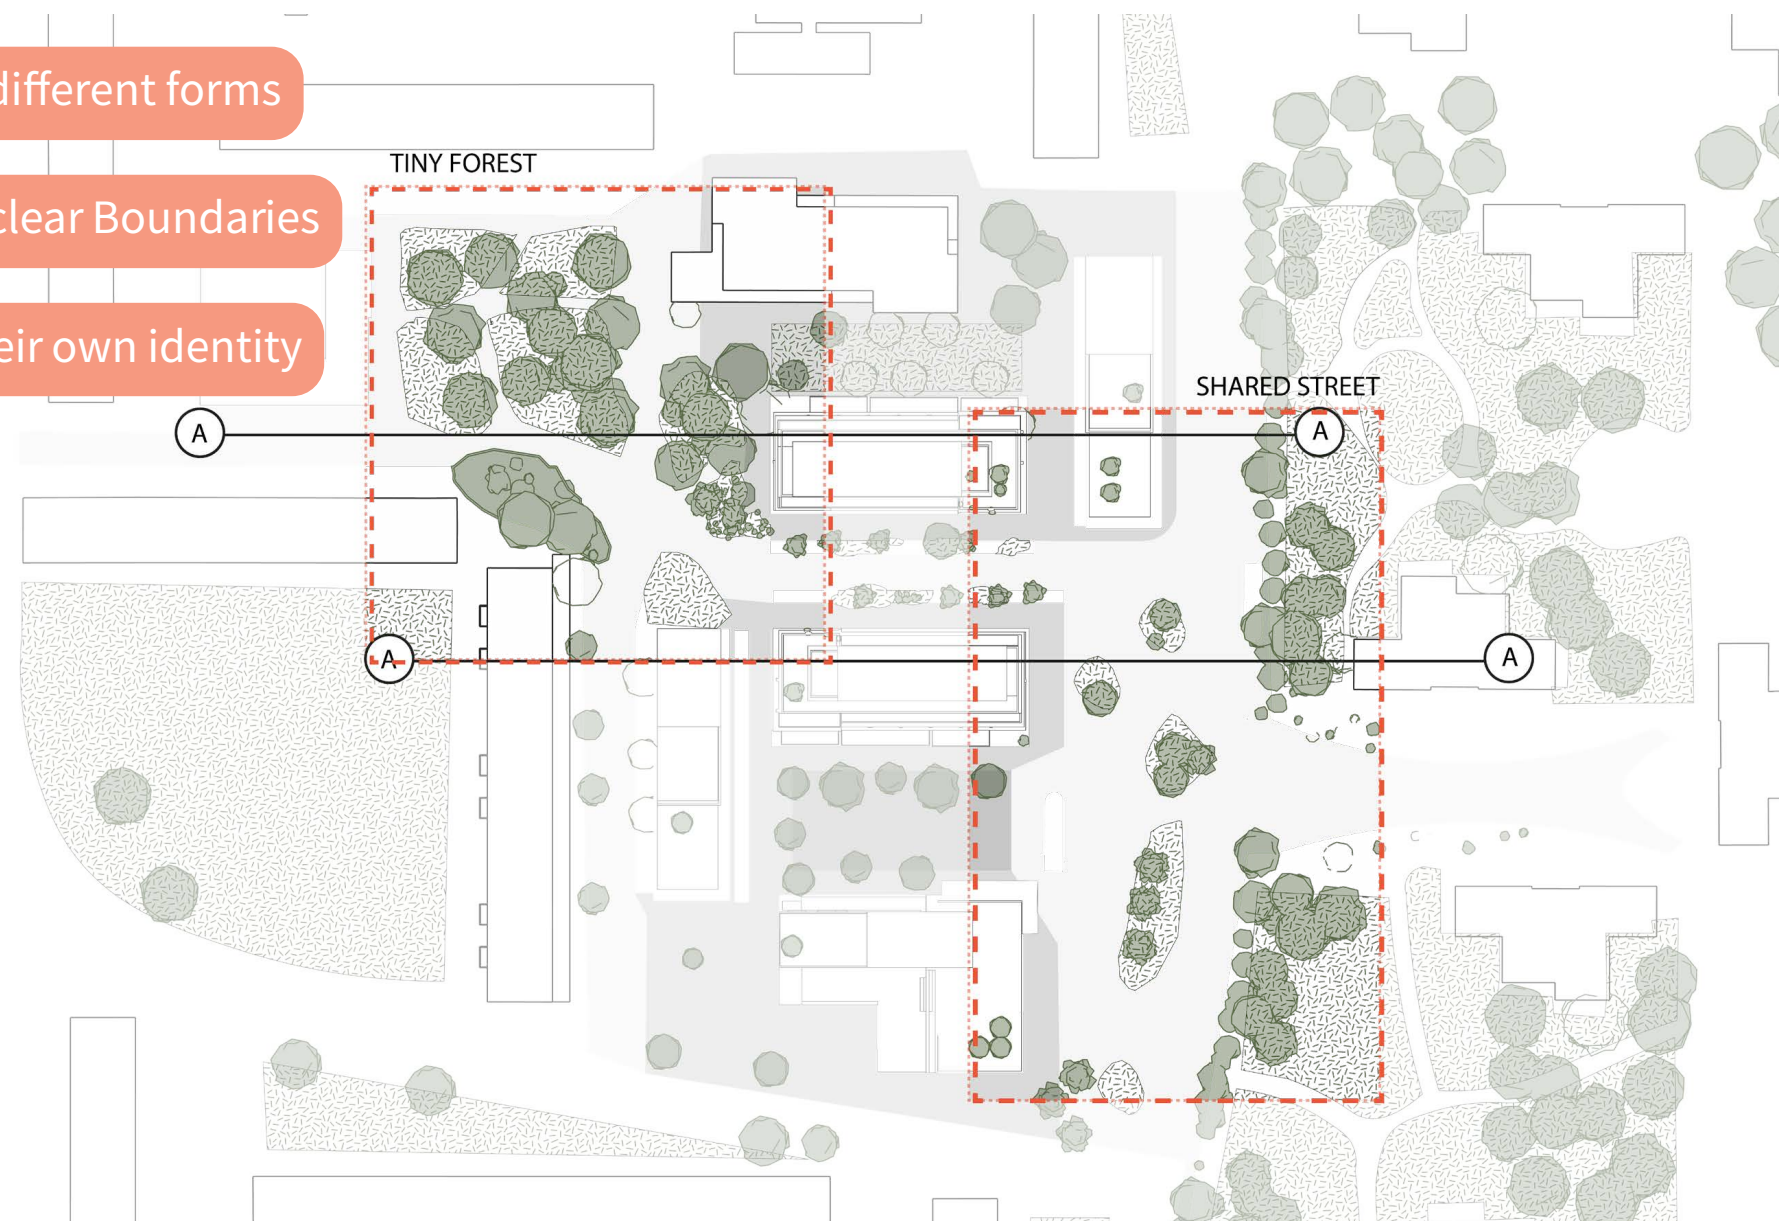 different forms
clear Boundaries
eir own identity
TINY FOREST
SHARED STREET
A
A
A
A